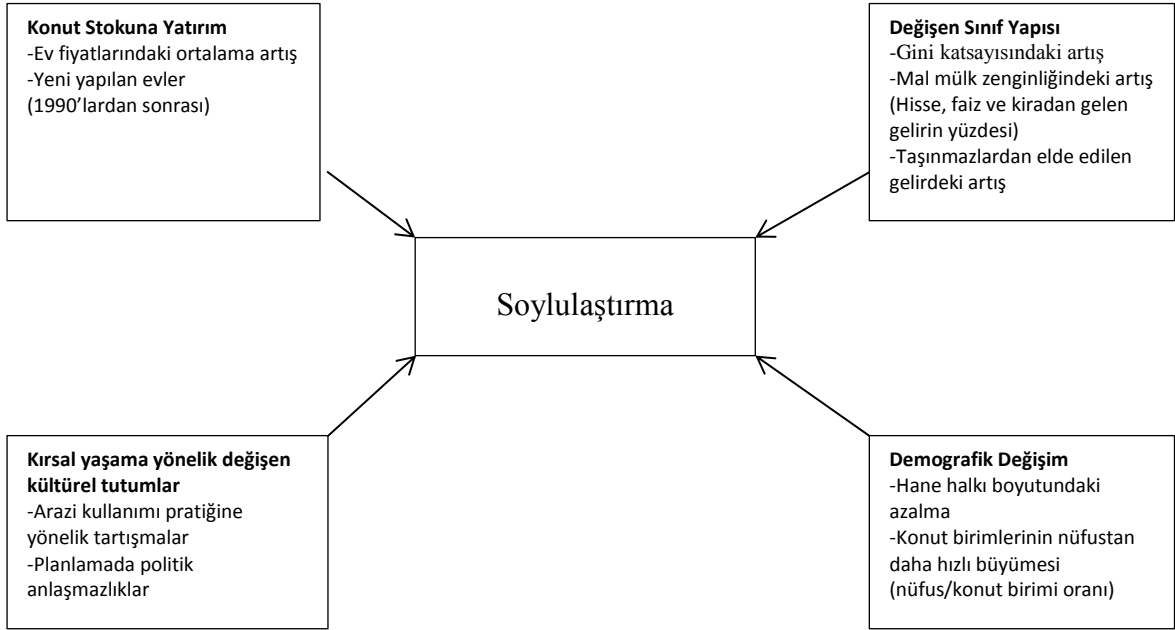 Konut Stokuna Yatırım
-Ev fiyatlarındaki ortalama artış
-Yeni yapılan evler
(1990’lardan sonrası)
Değişen Sınıf Yapısı
-Gini katsayısındaki artış
-Mal mülk zenginliğindeki artış
(Hisse, faiz ve kiradan gelen
gelirin yüzdesi)
-Taşınmazlardan elde edilen
gelirdeki artış
Soylulaştırma
Kırsal yaşama yönelik değişen
kültürel tutumlar
-Arazi kullanımı pratiğine
yönelik tartışmalar
-Planlamada politik
anlaşmazlıklar
Demografik Değişim
-Hane halkı boyutundaki
azalma
-Konut birimlerinin nüfustan
daha hızlı büyümesi
(nüfus/konut birimi oranı)